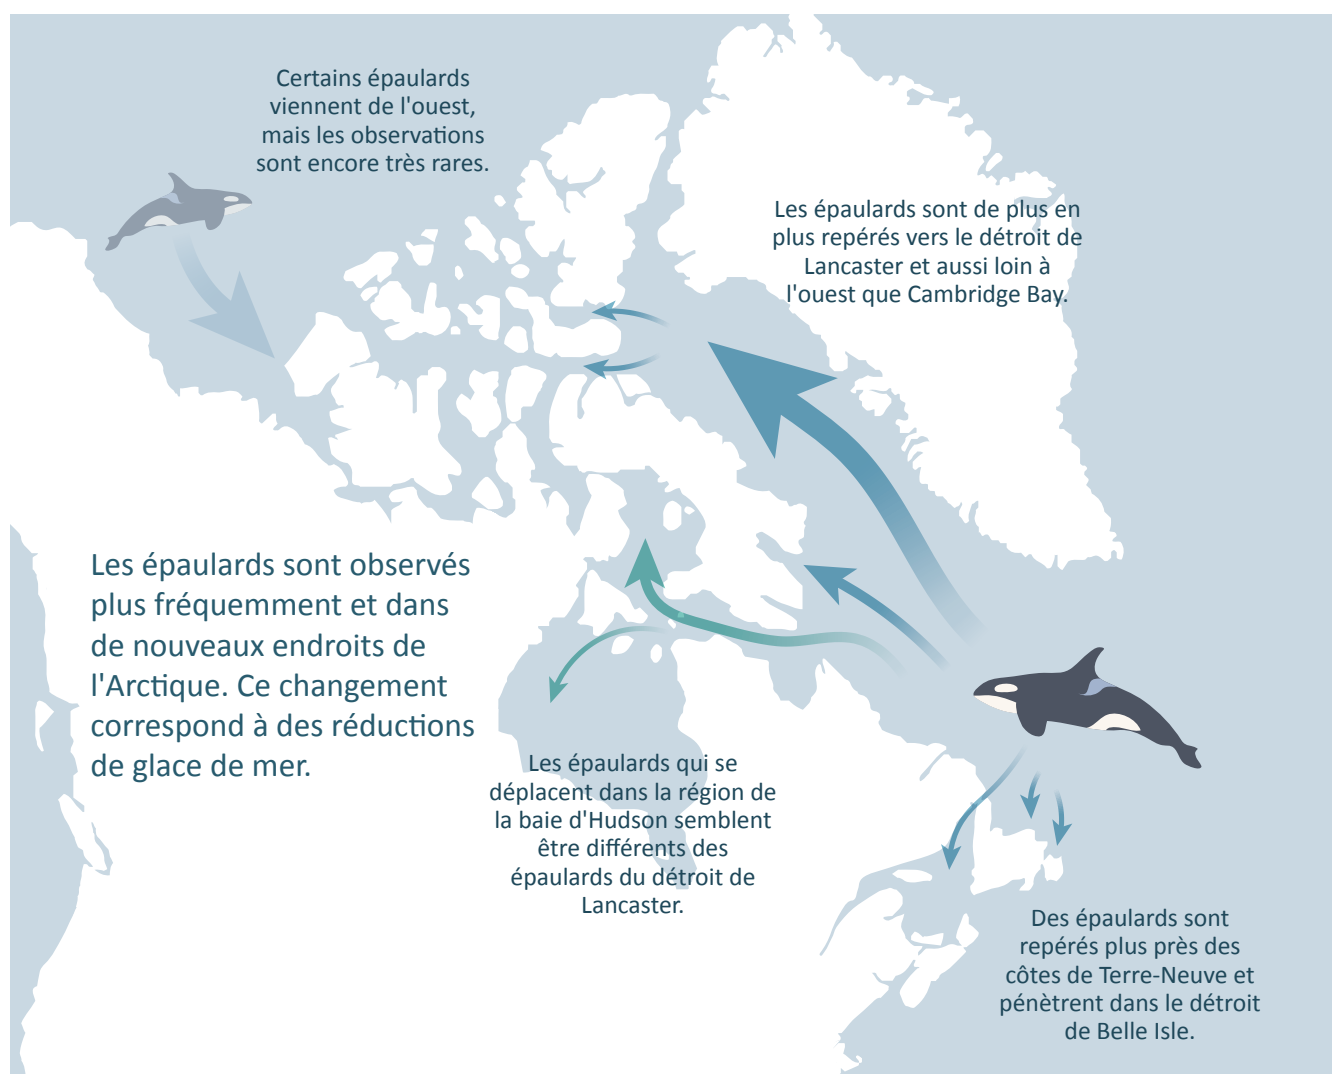 Certains épaulards
viennent de l'ouest,
mais les observations
sont encore très rares.
Les épaulards sont de plus en
plus repérés vers le détroit de
Lancaster et aussi loin à
l'ouest que Cambridge Bay.
Les épaulards sont observés
plus fréquemment et dans
de nouveaux endroits de
l'Arctique. Ce changement
correspond à des réductions
de glace de mer.
Les épaulards qui se
déplacent dans la région de
la baie d'Hudson semblent
être différents des
épaulards du détroit de
Lancaster.
Des épaulards sont
repérés plus près des
côtes de Terre-Neuve et
pénètrent dans le détroit
de Belle Isle.